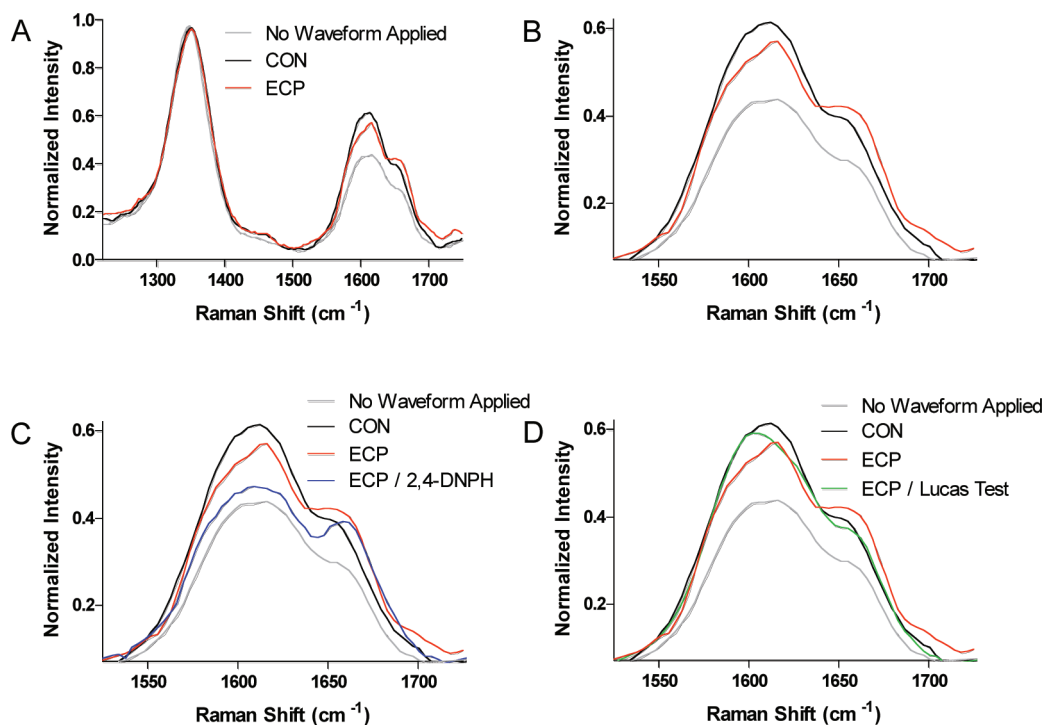 A
Normalized Intensity
1.0
0.8
0.6
0.4
0.2
0.0
No Waveform Applied
CON
ECP
1300 1400 1500 1600 1700
Raman Shift (cm -1)
B
Normalized Intensity
0.6
0.4
0.2
1550 1600 1650 1700
Raman Shift (cm -1)
C
Normalized Intensity
0.6
0.4
0.2
No Waveform Applied
CON
ECP
ECP / 2,4-DNPH
1550 1600 1650 1700
Raman Shift (cm -1)
D
Normalized Intensity
0.6
0.4
0.2
No Waveform Applied
CON
ECP
ECP / Lucas Test
1550 1600 1650 1700
Raman Shift (cm -1)